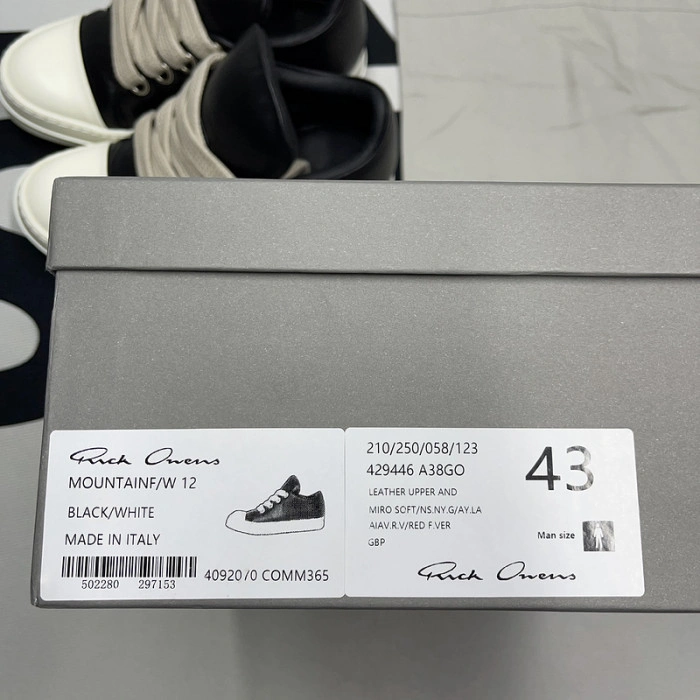 Rick Owens
MOUNTAINF/W 12
BLACK/WHITE
MADE IN ITALY
502280 297153
40920/0 COMM365
210/250/058/123
429446 A38GO
LEATHER UPPER AND
MIRO SOFT/NS.NY.G/AY.LA
AIAV.R.V/RED F.VER
GBP
43
Man size
Rick Owens